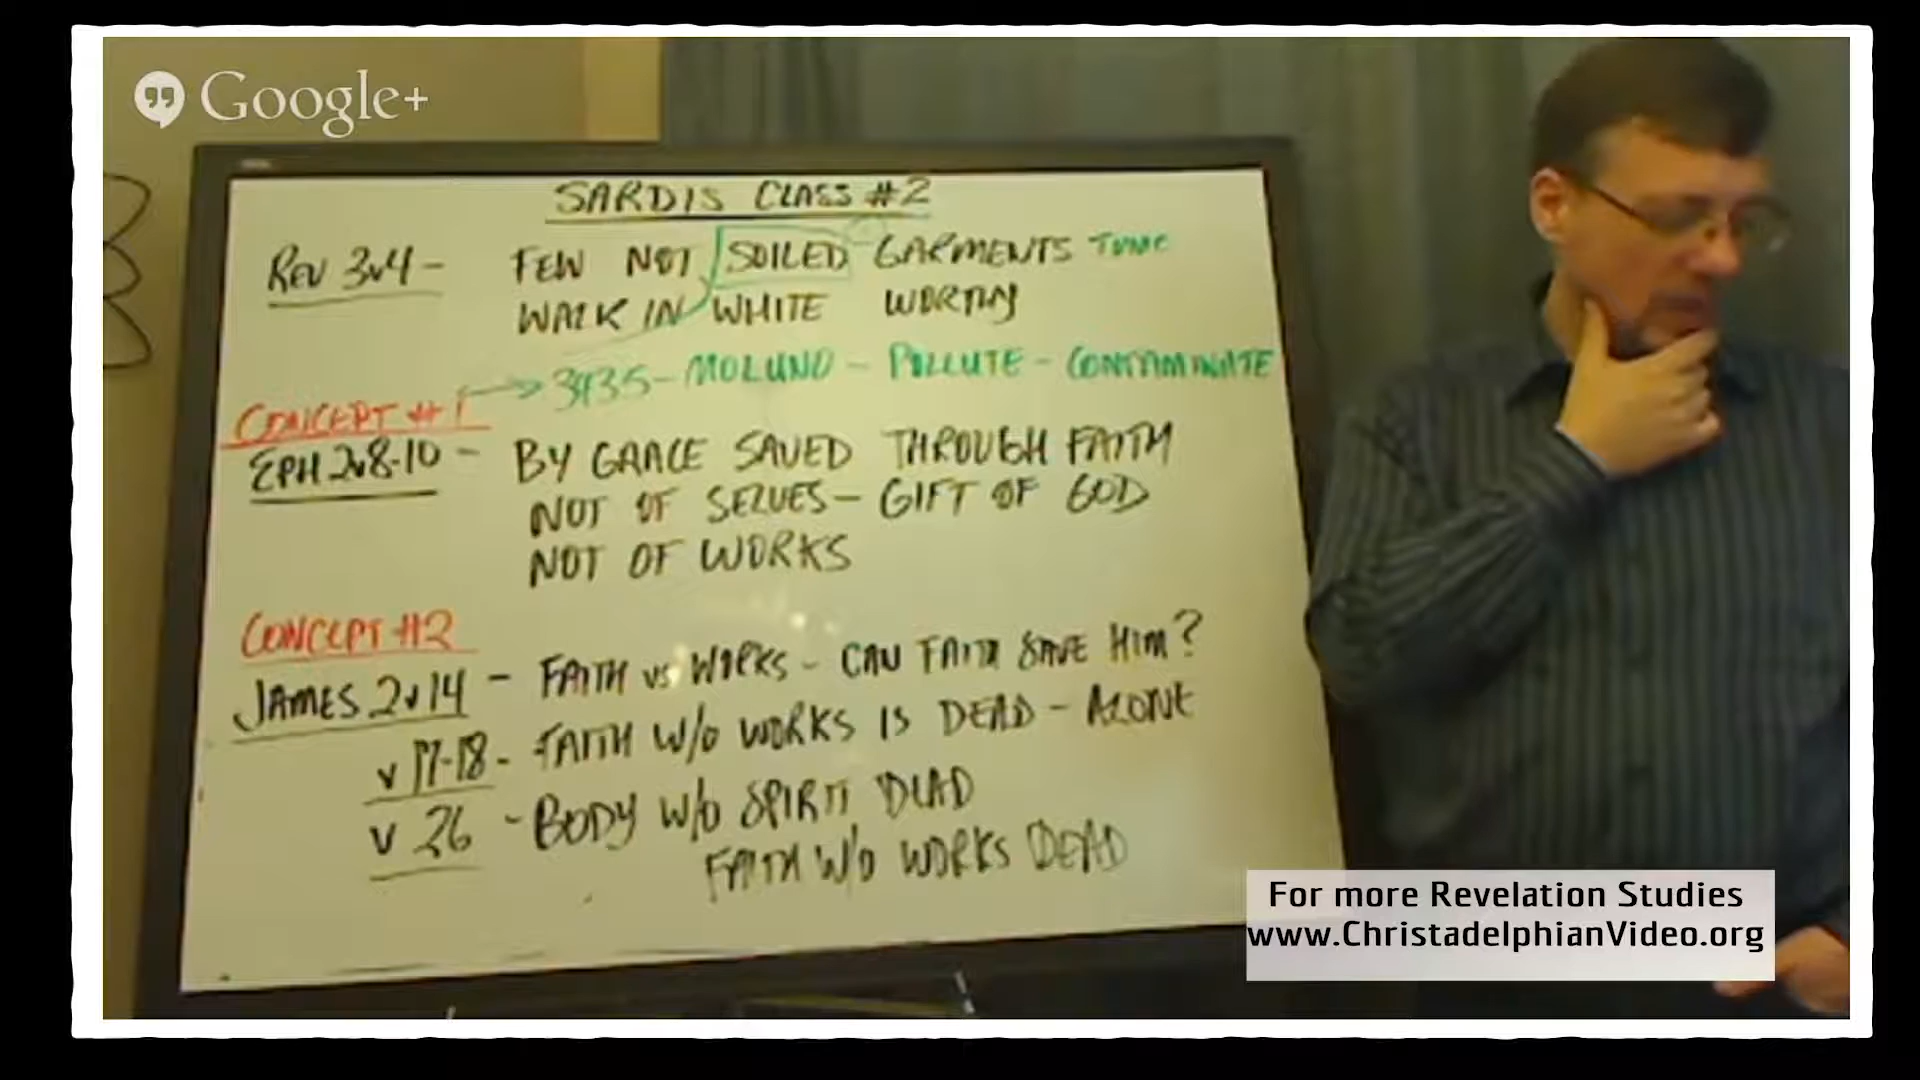 Google+
SARDIS CLASS #2
REV 3v4 - FEW NOT SOILED GARMENTS
WALK IN WHITE WORTHY
3435 - MOLUNO - POLLUTE - CONTAMINATE
CONCEPT #1
EPH 2v8-10 - BY GRACE SAVED THROUGH FAITH
NOT OF SELVES - GIFT OF GOD
NOT OF WORKS
CONCEPT #2
JAMES 2v14 - FAITH vs WORKS - CAN FAITH SAVE HIM?
v 17-18 - FAITH W/O WORKS IS DEAD - ALONE
v 26 - BODY W/O SPIRIT DEAD
FAITH W/O WORKS DEAD
For more Revelation Studies
www.ChristadelphianVideo.org